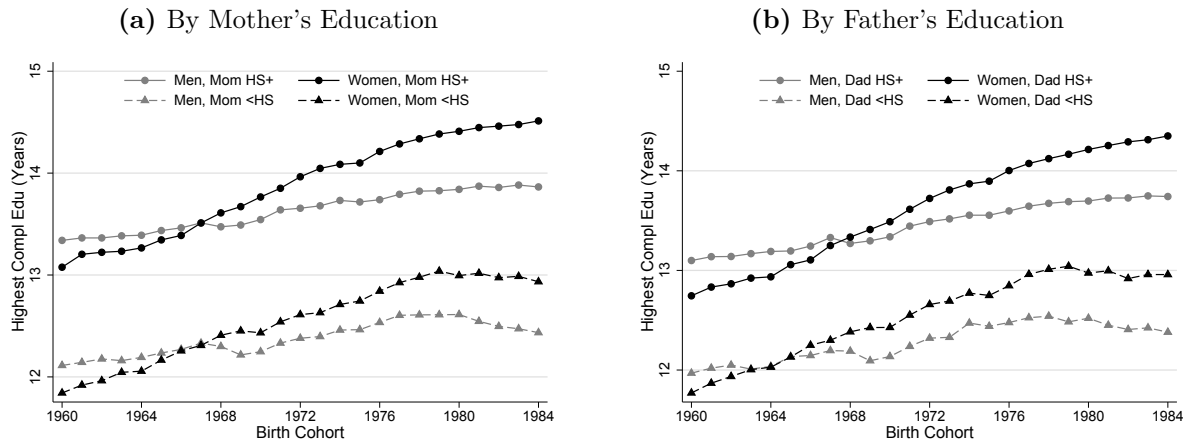 (a) By Mother's Education
15
14
13
12
Highest Compl Edu (Years)
Men, Mom HS+
Women, Mom HS+
Men, Mom <HS
Women, Mom <HS
1960 1964 1968 1972 1976 1980 1984
Birth Cohort
(b) By Father's Education
15
14
13
12
Highest Compl Edu (Years)
Men, Dad HS+
Women, Dad HS+
Men, Dad <HS
Women, Dad <HS
1960 1964 1968 1972 1976 1980 1984
Birth Cohort